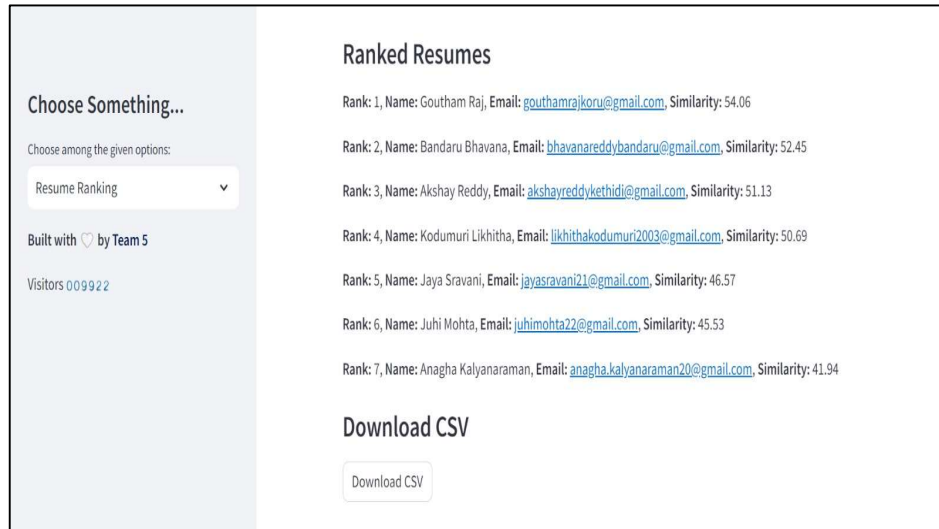 Choose Something...
Choose among the given options:
Resume Ranking
Built with ♡ by Team 5
Visitors 009922
Ranked Resumes
Rank: 1, Name: Goutham Raj, Email: gouthamrajkoru@gmail.com, Similarity: 54.06
Rank: 2, Name: Bandaru Bhavana, Email: bhavanareddybandaru@gmail.com, Similarity: 52.45
Rank: 3, Name: Akshay Reddy, Email: akshayreddykethidi@gmail.com, Similarity: 51.13
Rank: 4, Name: Kodumuri Likhitha, Email: likhithakodumuri2003@gmail.com, Similarity: 50.69
Rank: 5, Name: Jaya Sravani, Email: jayasravani21@gmail.com, Similarity: 46.57
Rank: 6, Name: Juhi Mohta, Email: juhimohta22@gmail.com, Similarity: 45.53
Rank: 7, Name: Anagha Kalyanaraman, Email: anagha.kalyanaraman20@gmail.com, Similarity: 41.94
Download CSV
Download CSV